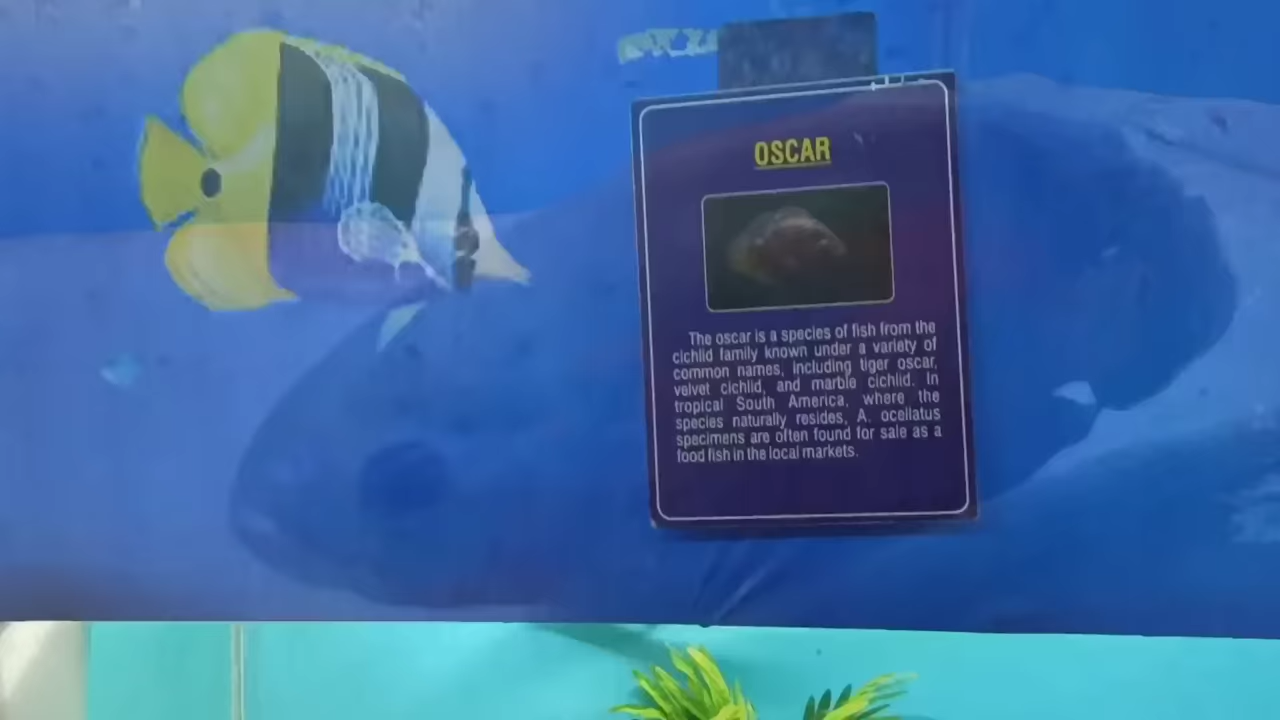 OSCAR
The oscar is a species of fish from the
cichlid family known under a variety of
common names, including tiger oscar,
velvet cichlid, and marble cichlid. In
tropical South America, where the
species naturally resides, A. ocellatus
specimens are often found for sale as a
food fish in the local markets.